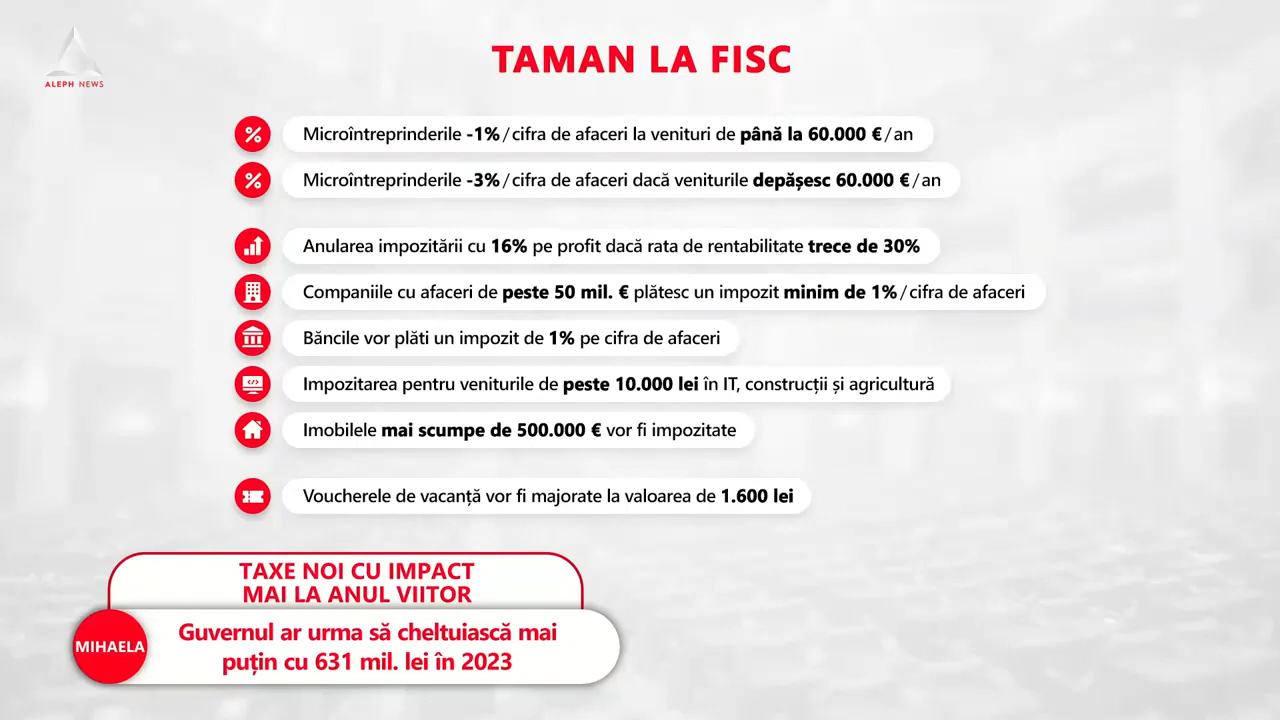 ALEPH NEWS
TAMAN LA FISC
Microîntreprinderile -1%/cifra de afaceri la venituri de până la 60.000 €/an
Microîntreprinderile -3%/cifra de afaceri dacă veniturile depășesc 60.000 €/an
Anularea impozitării cu 16% pe profit dacă rata de rentabilitate trece de 30%
Companiile cu afaceri de peste 50 mil. € plătesc un impozit minim de 1%/cifra de afaceri
Băncile vor plăti un impozit de 1% pe cifra de afaceri
Impozitarea pentru veniturile de peste 10.000 lei în IT, construcții și agricultură
Imobilele mai scumpe de 500.000 € vor fi impozitate
Voucherele de vacanță vor fi majorate la valoarea de 1.600 lei
TAXE NOI CU IMPACT
MAI LA ANUL VIITOR
MIHAELA
Guvernul ar urma să cheltuiască mai
puțin cu 631 mil. lei în 2023